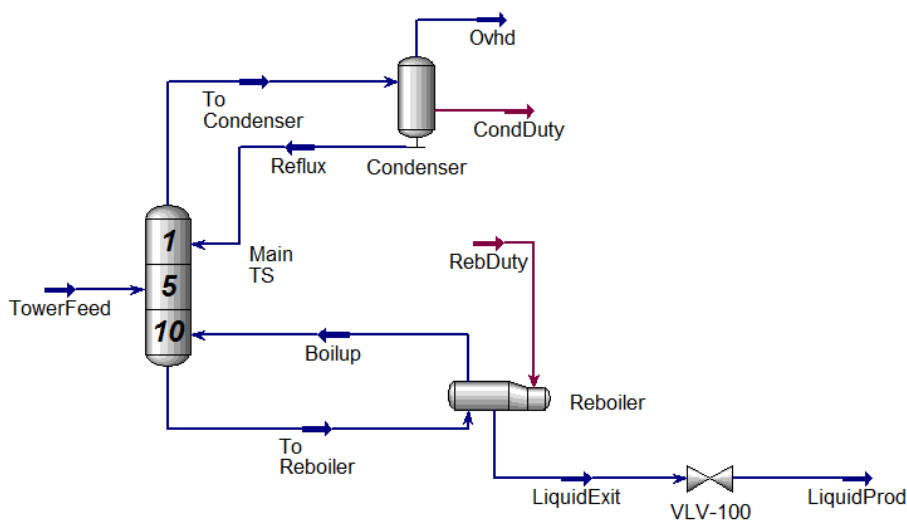 Ovhd
To
Condenser
CondDuty
Reflux
Condenser
1
Main
TS
RebDuty
5
TowerFeed
10
Boilup
Reboiler
To
Reboiler
LiquidExit
VLV-100
LiquidProd